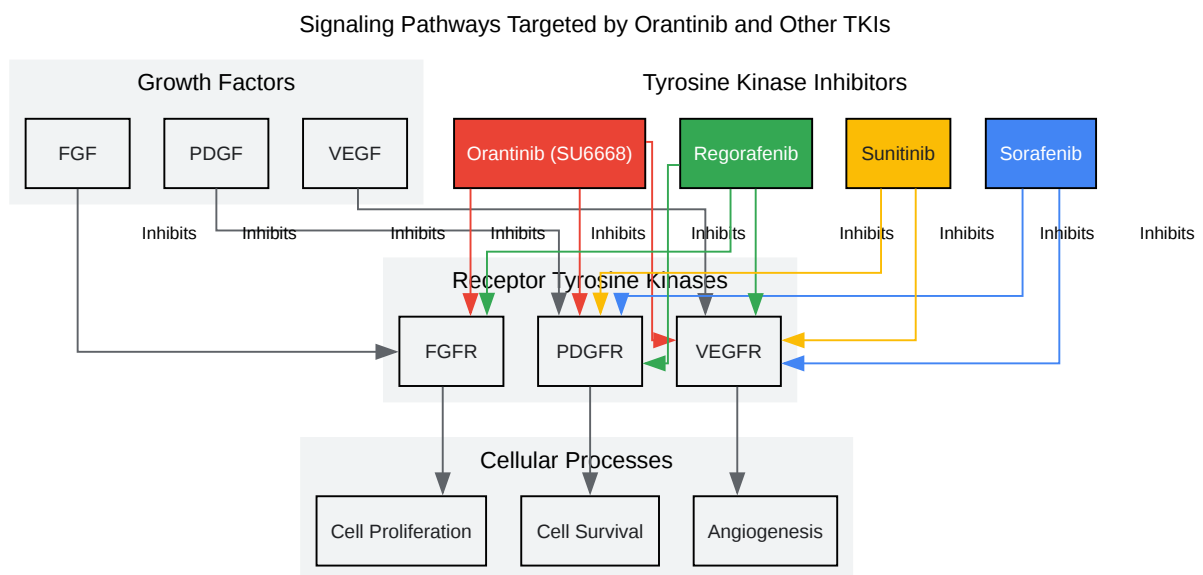 Signaling Pathways Targeted by Orantinib and Other TKIs
Growth Factors
Tyrosine Kinase Inhibitors
FGF
PDGF
VEGF
Orantinib (SU6668)
Regorafenib
Sunitinib
Sorafenib
Inhibits
Inhibits
Inhibits
Inhibits
Inhibits
Inhibits
Inhibits
Inhibits
Inhibits
Inhibits
Receptor Tyrosine Kinases
FGFR
PDGFR
VEGFR
Cellular Processes
Cell Proliferation
Cell Survival
Angiogenesis